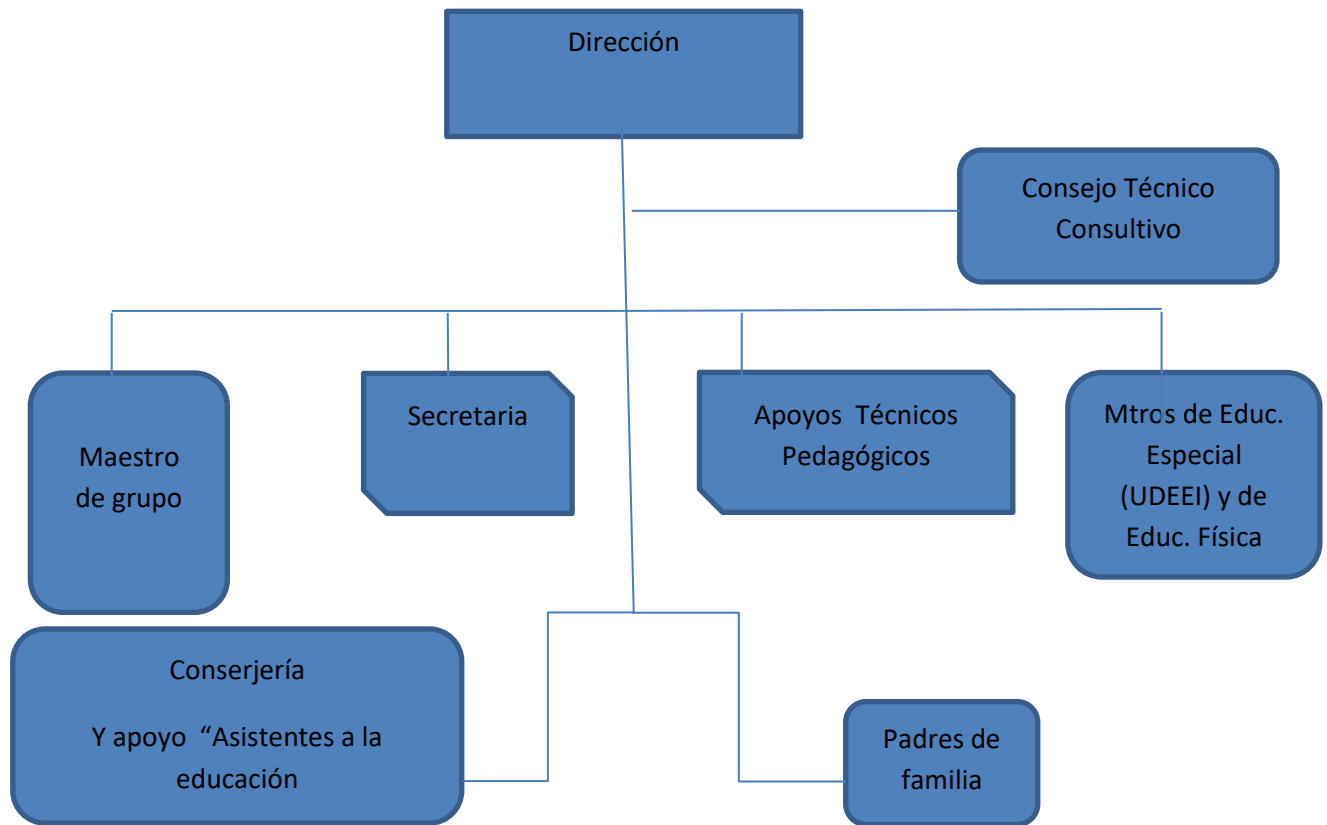 Dirección
Consejo Técnico
Consultivo
Maestro
de grupo
Secretaria
Apoyos  Técnicos
Pedagógicos
Mtros de Educ.
Especial
(UDEEI) y de
Educ. Física
Conserjería
Y apoyo  “Asistentes a la
educación
Padres de
familia